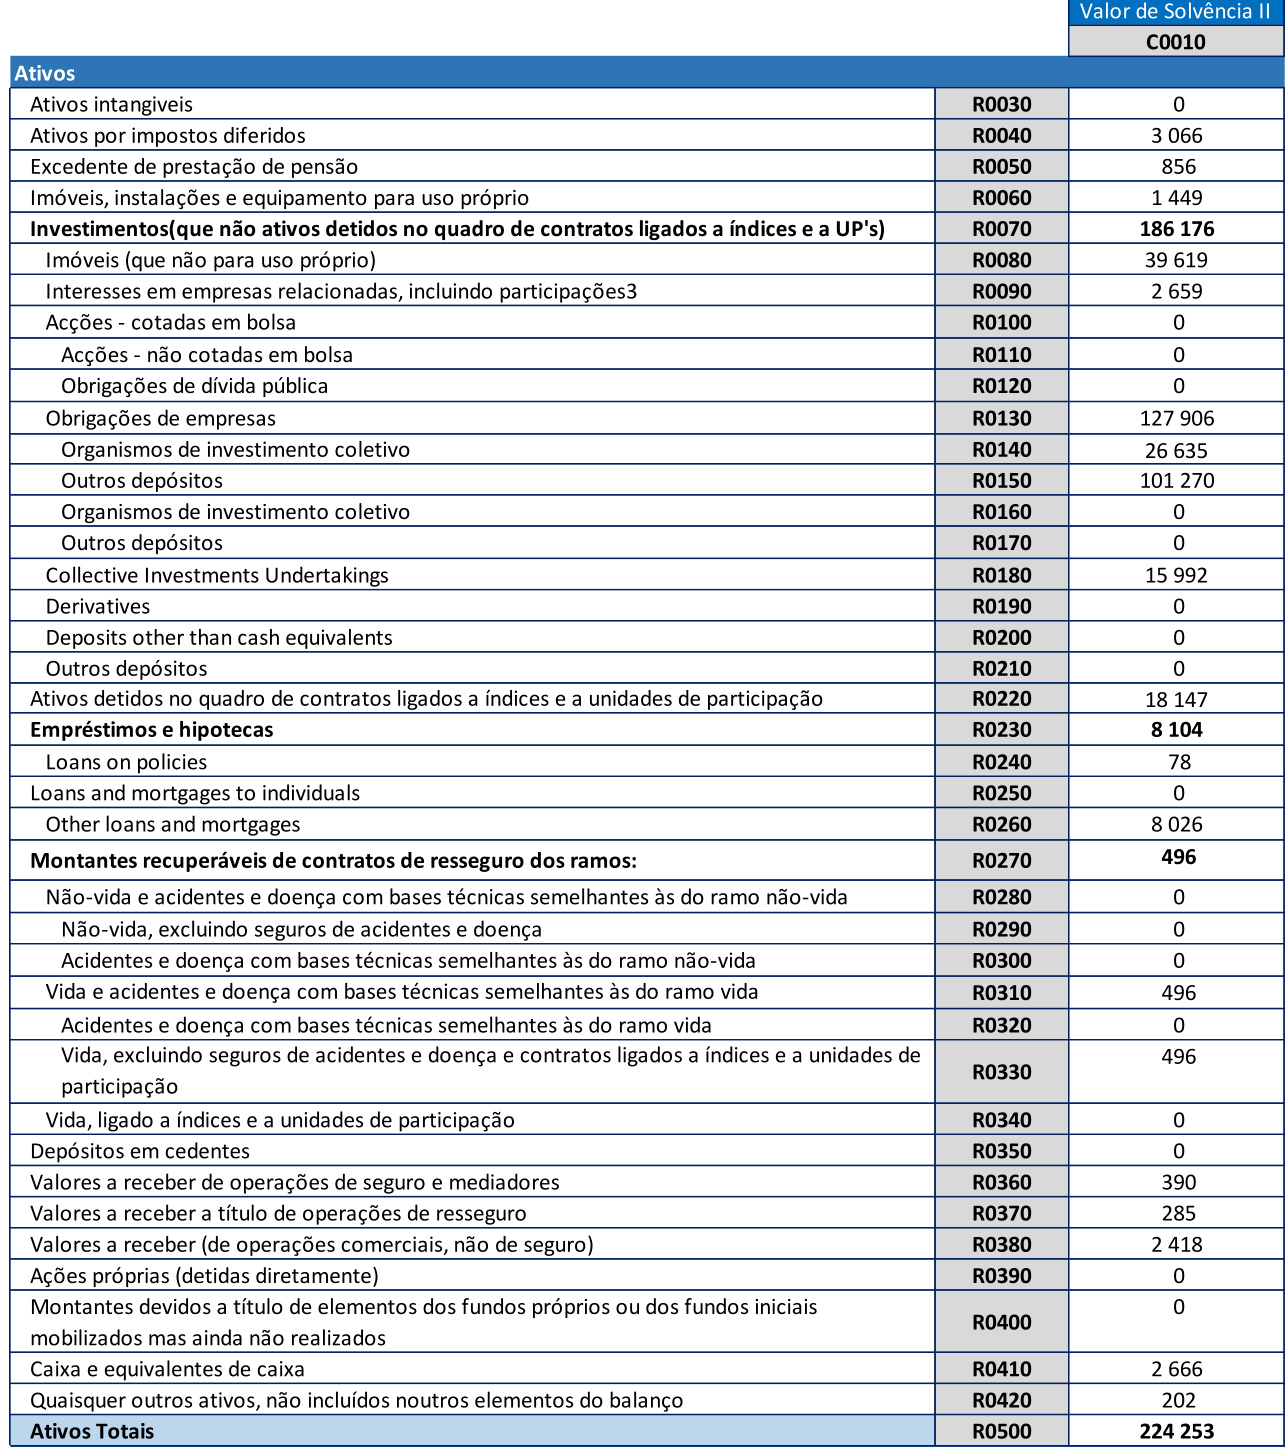 Valor de Solvência II
C0010
Ativos
Ativos intangiveis R0030 0
Ativos por impostos diferidos R0040 3 066
Excedente de prestação de pensão R0050 856
Imóveis, instalações e equipamento para uso próprio R0060 1 449
Investimentos(que não ativos detidos no quadro de contratos ligados a índices e a UP's) R0070 186 176
Imóveis (que não para uso próprio) R0080 39 619
Interesses em empresas relacionadas, incluindo participações3 R0090 2 659
Acções - cotadas em bolsa R0100 0
Acções - não cotadas em bolsa R0110 0
Obrigações de dívida pública R0120 0
Obrigações de empresas R0130 127 906
Organismos de investimento coletivo R0140 26 635
Outros depósitos R0150 101 270
Organismos de investimento coletivo R0160 0
Outros depósitos R0170 0
Collective Investments Undertakings R0180 15 992
Derivatives R0190 0
Deposits other than cash equivalents R0200 0
Outros depósitos R0210 0
Ativos detidos no quadro de contratos ligados a índices e a unidades de participação R0220 18 147
Empréstimos e hipotecas R0230 8 104
Loans on policies R0240 78
Loans and mortgages to individuals R0250 0
Other loans and mortgages R0260 8 026
Montantes recuperáveis de contratos de resseguro dos ramos: R0270 496
Não-vida e acidentes e doença com bases técnicas semelhantes às do ramo não-vida R0280 0
Não-vida, excluindo seguros de acidentes e doença R0290 0
Acidentes e doença com bases técnicas semelhantes às do ramo não-vida R0300 0
Vida e acidentes e doença com bases técnicas semelhantes às do ramo vida R0310 496
Acidentes e doença com bases técnicas semelhantes às do ramo vida R0320 0
Vida, excluindo seguros de acidentes e doença e contratos ligados a índices e a unidades de
participação R0330 496
Vida, ligado a índices e a unidades de participação R0340 0
Depósitos em cedentes R0350 0
Valores a receber de operações de seguro e mediadores R0360 390
Valores a receber a título de operações de resseguro R0370 285
Valores a receber (de operações comerciais, não de seguro) R0380 2 418
Ações próprias (detidas diretamente) R0390 0
Montantes devidos a título de elementos dos fundos próprios ou dos fundos iniciais
mobilizados mas ainda não realizados R0400 0
Caixa e equivalentes de caixa R0410 2 666
Quaisquer outros ativos, não incluídos noutros elementos do balanço R0420 202
Ativos Totais R0500 224 253